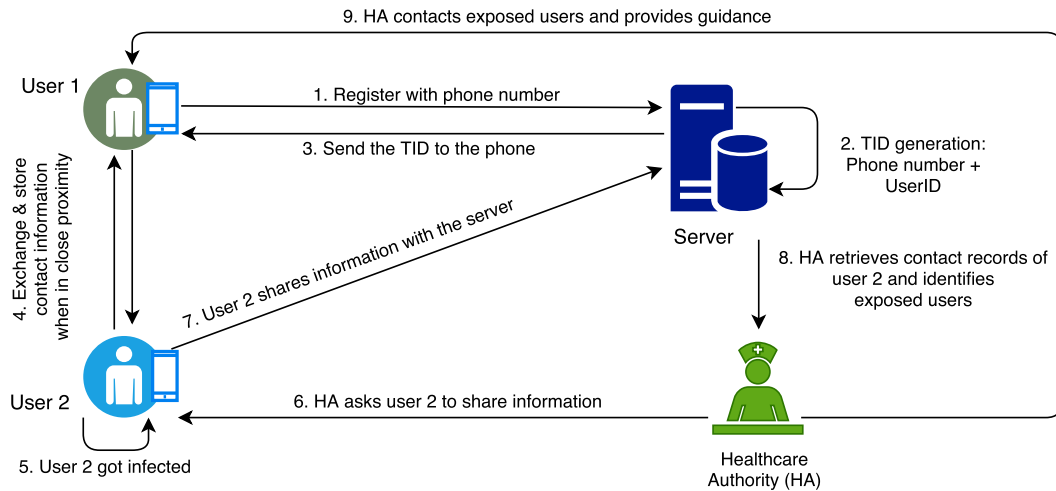 9. HA contacts exposed users and provides guidance
User 1
1. Register with phone number
3. Send the TID to the phone
2. TID generation:
Phone number +
UserID
4. Exchange & store
contact information
when in close proximity
7. User 2 shares information with the server
Server
8. HA retrieves contact records of
user 2 and identifies
exposed users
User 2
6. HA asks user 2 to share information
5. User 2 got infected
Healthcare
Authority (HA)